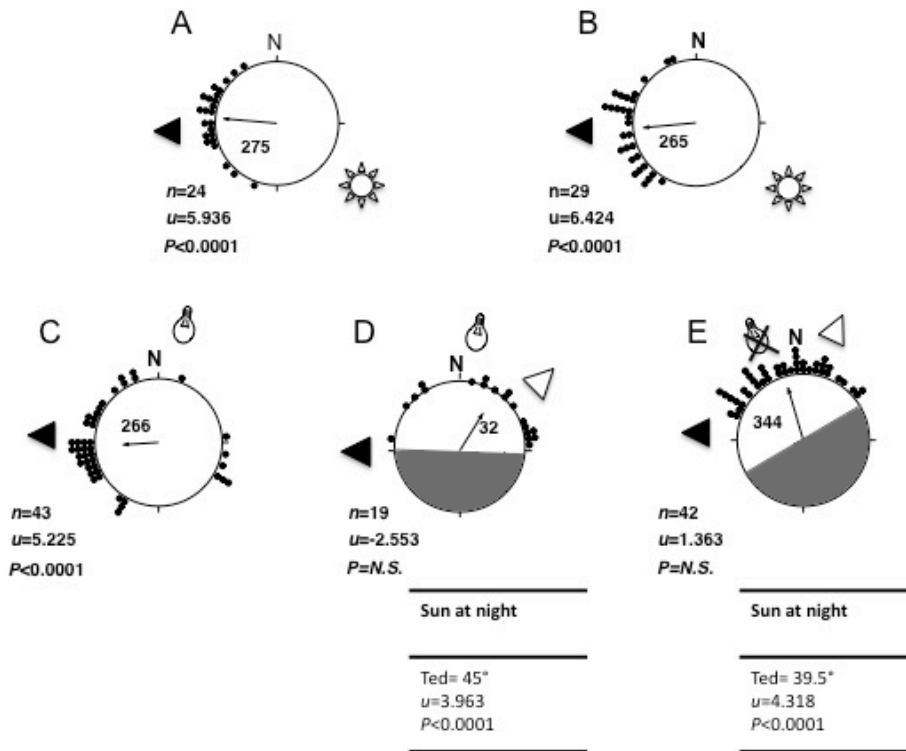 A
N
275
n=24
u=5.936
P<0.0001
B
N
265
n=29
u=6.424
P<0.0001
C
N
266
n=43
u=5.225
P<0.0001
D
N
32
n=19
u=-2.553
P=N.S.
Sun at night
Ted= 45°
u=3.963
P<0.0001
E
N
344
n=42
u=1.363
P=N.S.
Sun at night
Ted= 39.5°
u=4.318
P<0.0001